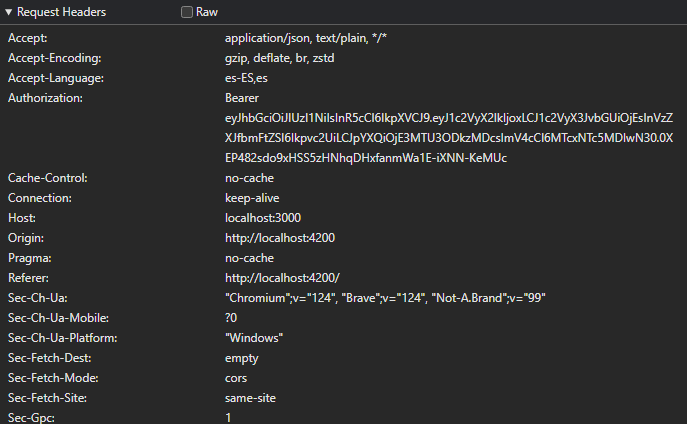 Request Headers Raw
Accept: application/json, text/plain, */*
Accept-Encoding: gzip, deflate, br, zstd
Accept-Language: es-ES,es
Authorization: Bearer
eyJhbGciOiJIUzI1NiIsInR5cCI6IkpXVCJ9.eyJ1c2VyX2lkIjoxLCJ1c2VyX3JvbGUiOjEsInVzZ
XJfbmFtZSI6Ikpvc2UiLCJpYXQiOjE3MTU3ODkzMDcsImV4cCI6MTcxNTc5MDIwN30.0X
EP482sdo9xHSS5zHNhqDHxfanmWa1E-iXNN-KeMUc
Cache-Control: no-cache
Connection: keep-alive
Host: localhost:3000
Origin: http://localhost:4200
Pragma: no-cache
Referer: http://localhost:4200/
Sec-Ch-Ua: "Chromium";v="124", "Brave";v="124", "Not-A.Brand";v="99"
Sec-Ch-Ua-Mobile: ?0
Sec-Ch-Ua-Platform: "Windows"
Sec-Fetch-Dest: empty
Sec-Fetch-Mode: cors
Sec-Fetch-Site: same-site
Sec-Gpc: 1